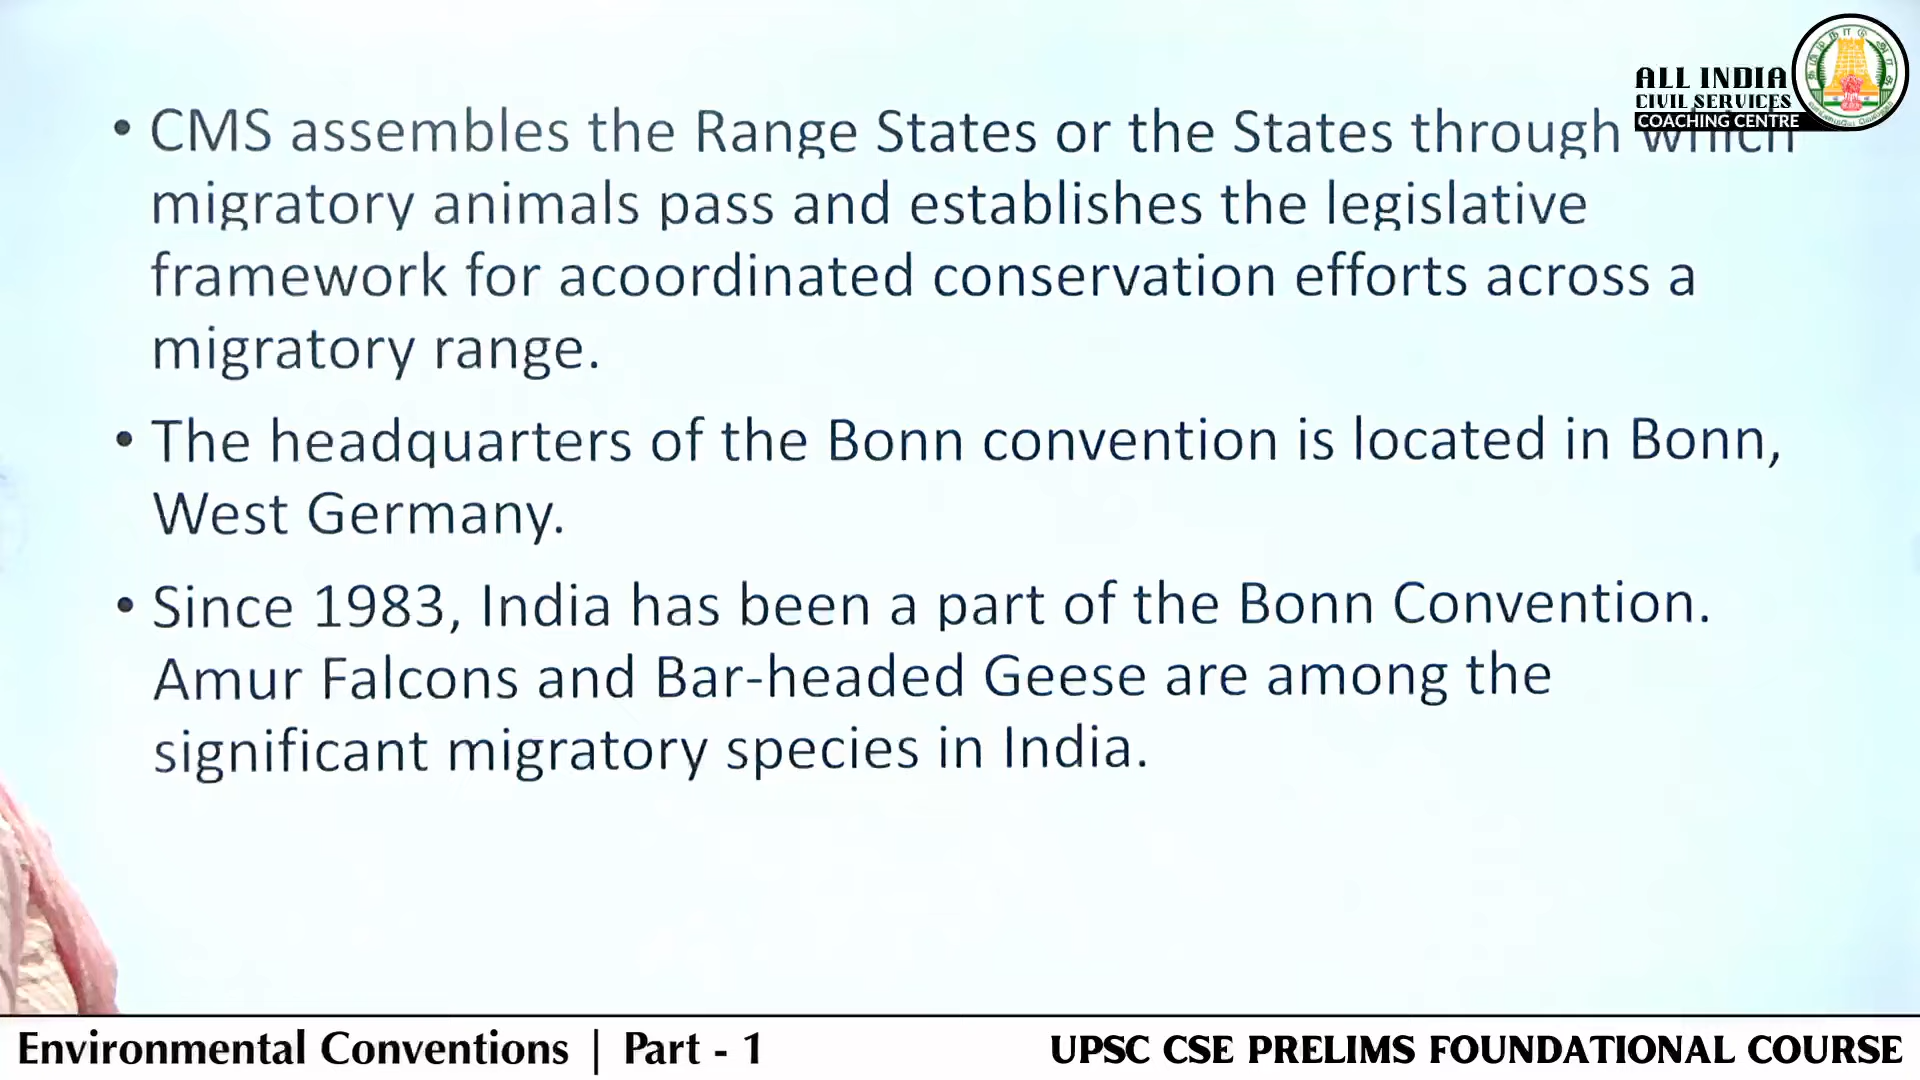 ALL INDIA
CIVIL SERVICES
COACHING CENTRE
• CMS assembles the Range States or the States through which
migratory animals pass and establishes the legislative
framework for acoordinated conservation efforts across a
migratory range.
• The headquarters of the Bonn convention is located in Bonn,
West Germany.
• Since 1983, India has been a part of the Bonn Convention.
Amur Falcons and Bar-headed Geese are among the
significant migratory species in India.
Environmental Conventions | Part - 1
UPSC CSE PRELIMS FOUNDATIONAL COURSE